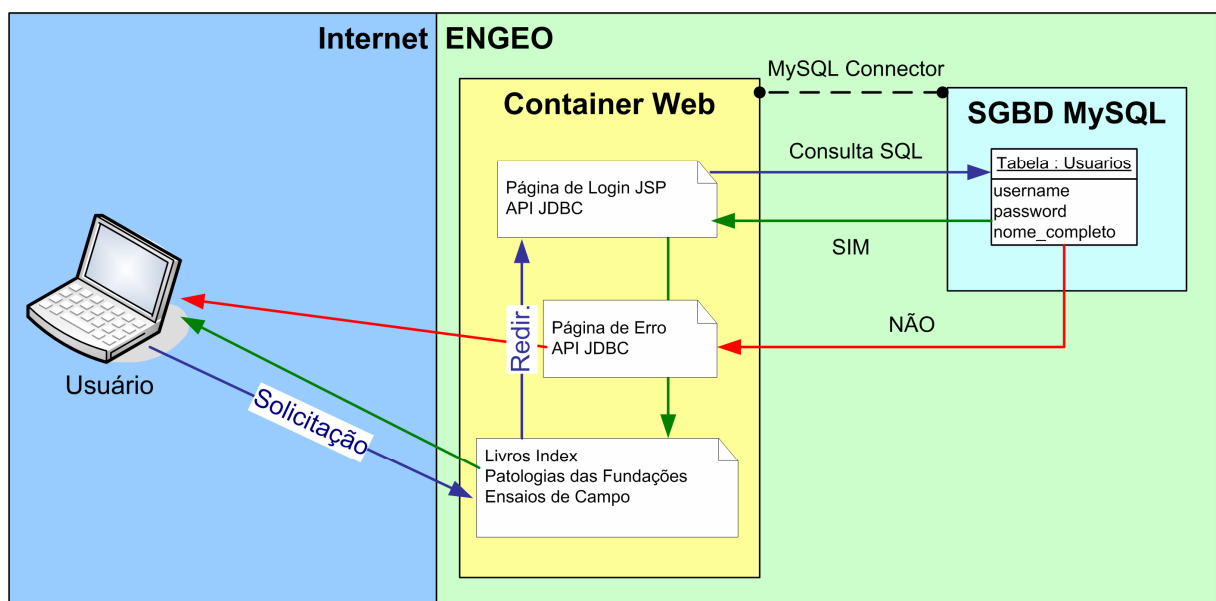 Internet
ENGEO
MySQL Connector
Container Web
SGBD MySQL
Consulta SQL
Tabela : Usuarios
username
password
nome_completo
Página de Login JSP
API JDBC
SIM
NÃO
Página de Erro
API JDBC
Redir.
Usuário
Solicitação
Livros Index
Patologias das Fundações
Ensaios de Campo